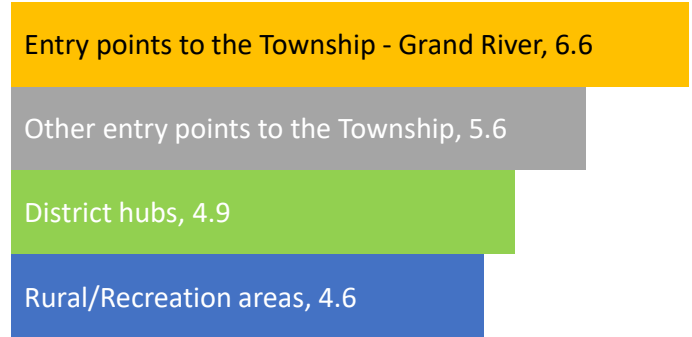 Entry points to the Township - Grand River, 6.6
Other entry points to the Township, 5.6
District hubs, 4.9
Rural/Recreation areas, 4.6